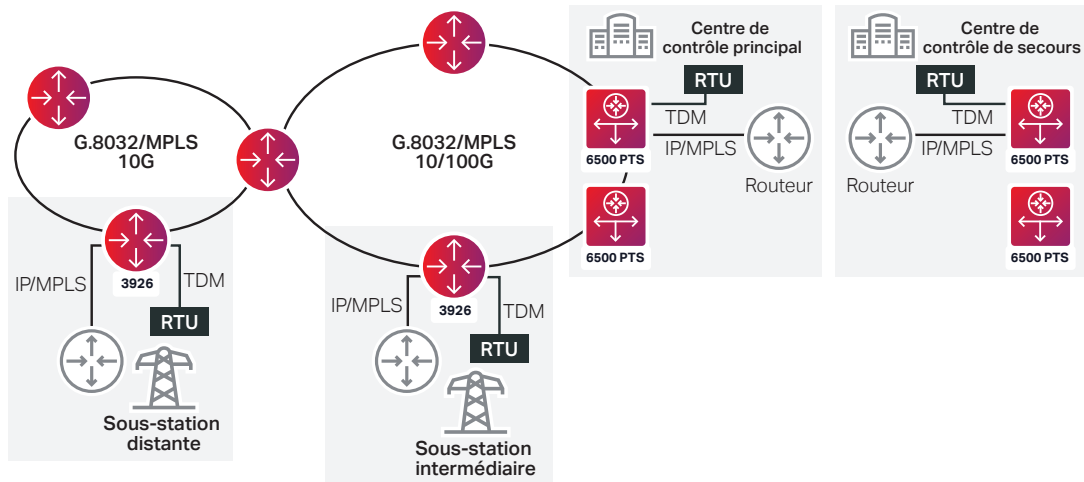 G.8032/MPLS
10G
3926
IP/MPLS
TDM
RTU
Sous-station
distante
G.8032/MPLS
10/100G
3926
IP/MPLS
TDM
RTU
Sous-station
intermédiaire
Centre de
contrôle principal
RTU
TDM
IP/MPLS
6500 PTS
Routeur
6500 PTS
Centre de
contrôle de secours
RTU
TDM
IP/MPLS
6500 PTS
Routeur
6500 PTS